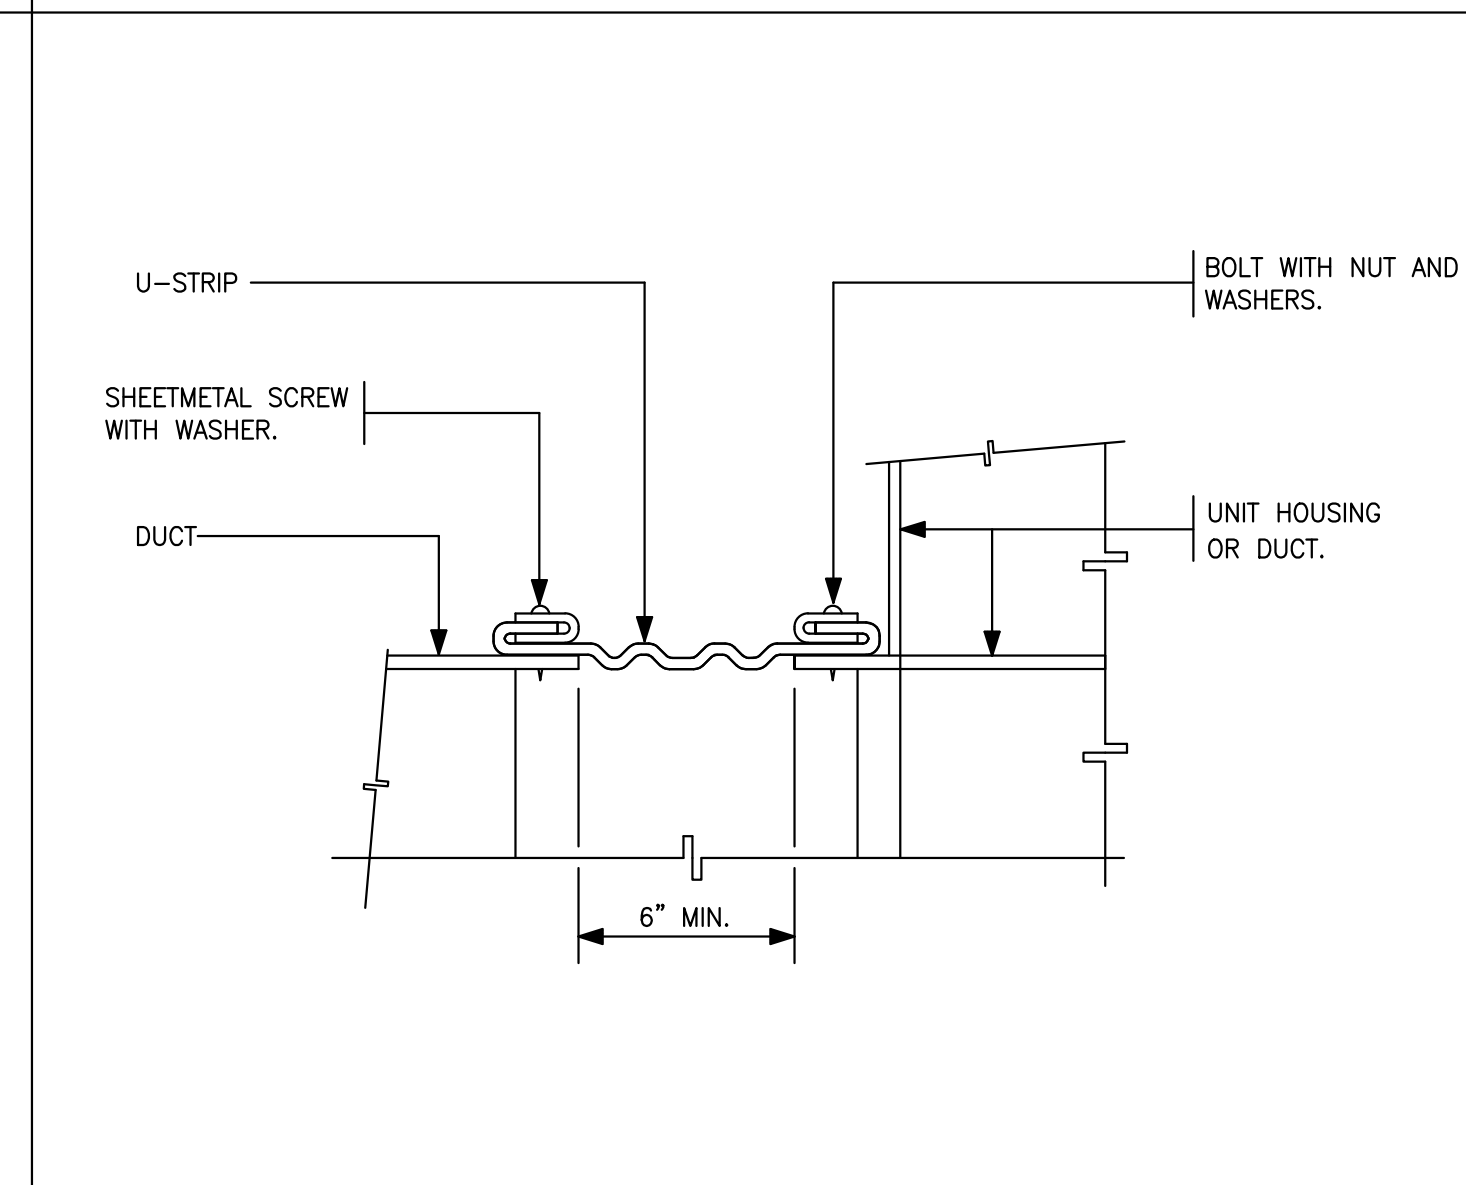 U-STRIP
BOLT WITH NUT AND
WASHERS.
SHEETMETAL SCREW
WITH WASHER.
DUCT
UNIT HOUSING
OR DUCT.
6" MIN.